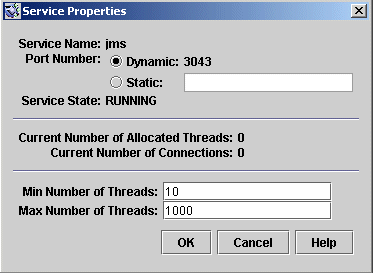 Service Properties
Service Name: jms
Port Number: Dynamic: 3043
Static:
Service State: RUNNING
Current Number of Allocated Threads: 0
Current Number of Connections: 0
Min Number of Threads: 10
Max Number of Threads: 1000
OK Cancel Help